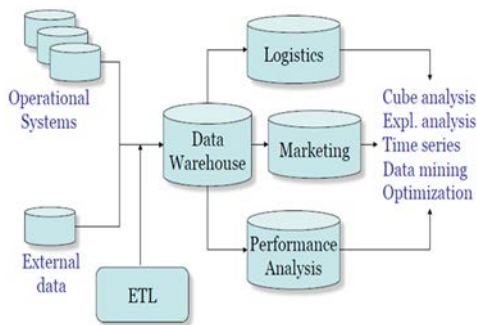 Operational
Systems
External
data
ETL
Data
Warehouse
Logistics
Marketing
Performance
Analysis
Cube analysis
Expl. analysis
Time series
Data mining
Optimization